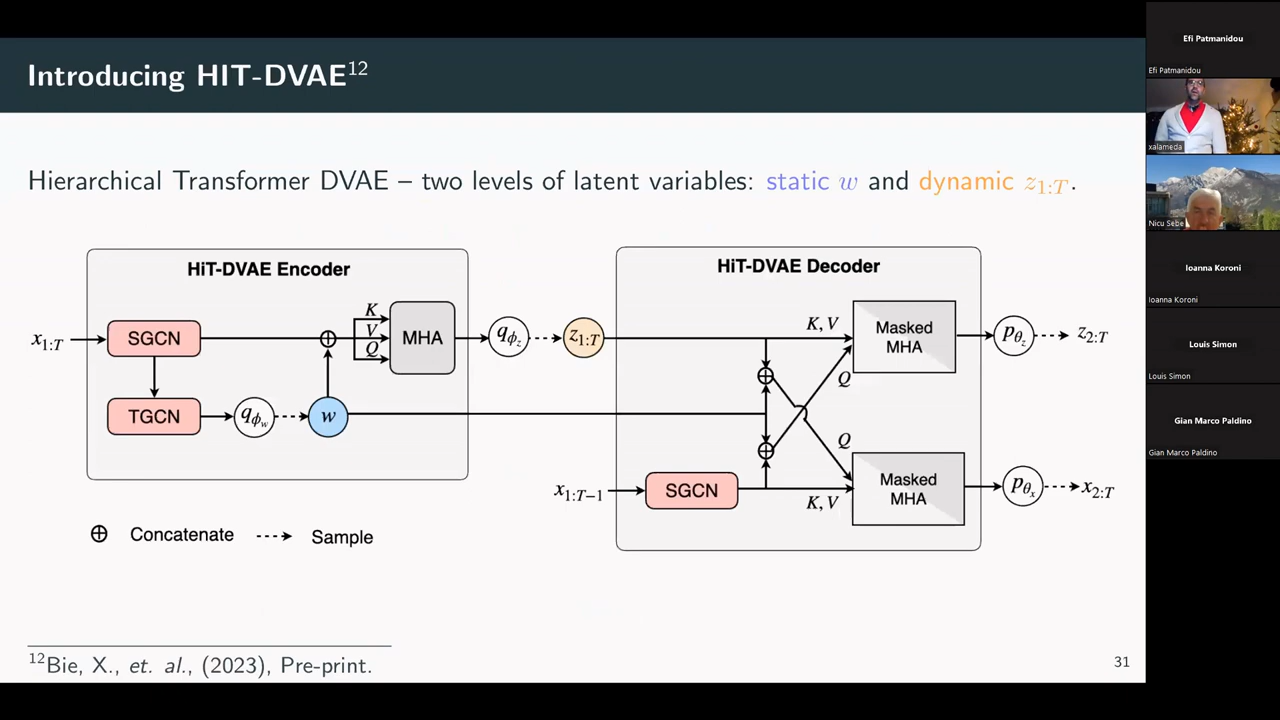 Introducing HIT-DVAE¹²
Hierarchical Transformer DVAE – two levels of latent variables: static w and dynamic z₁:T.
HiT-DVAE Encoder
x₁:T
SGCN
K
V
Q
MHA
qϕz
z₁:T
TGCN
qϕw
w
⊕ Concatenate
Sample
HiT-DVAE Decoder
K, V
Masked
MHA
pθz
z₂:T
Q
Q
x₁:T−1
SGCN
K, V
Masked
MHA
pθx
x₂:T
¹²Bie, X., et. al., (2023), Pre-print.
31
Efi Patmanidou
Efi Patmanidou
xalameda
Nicu Sebe
Ioanna Koroni
Ioanna Koroni
Louis Simon
Louis Simon
Gian Marco Paldino
Gian Marco Paldino